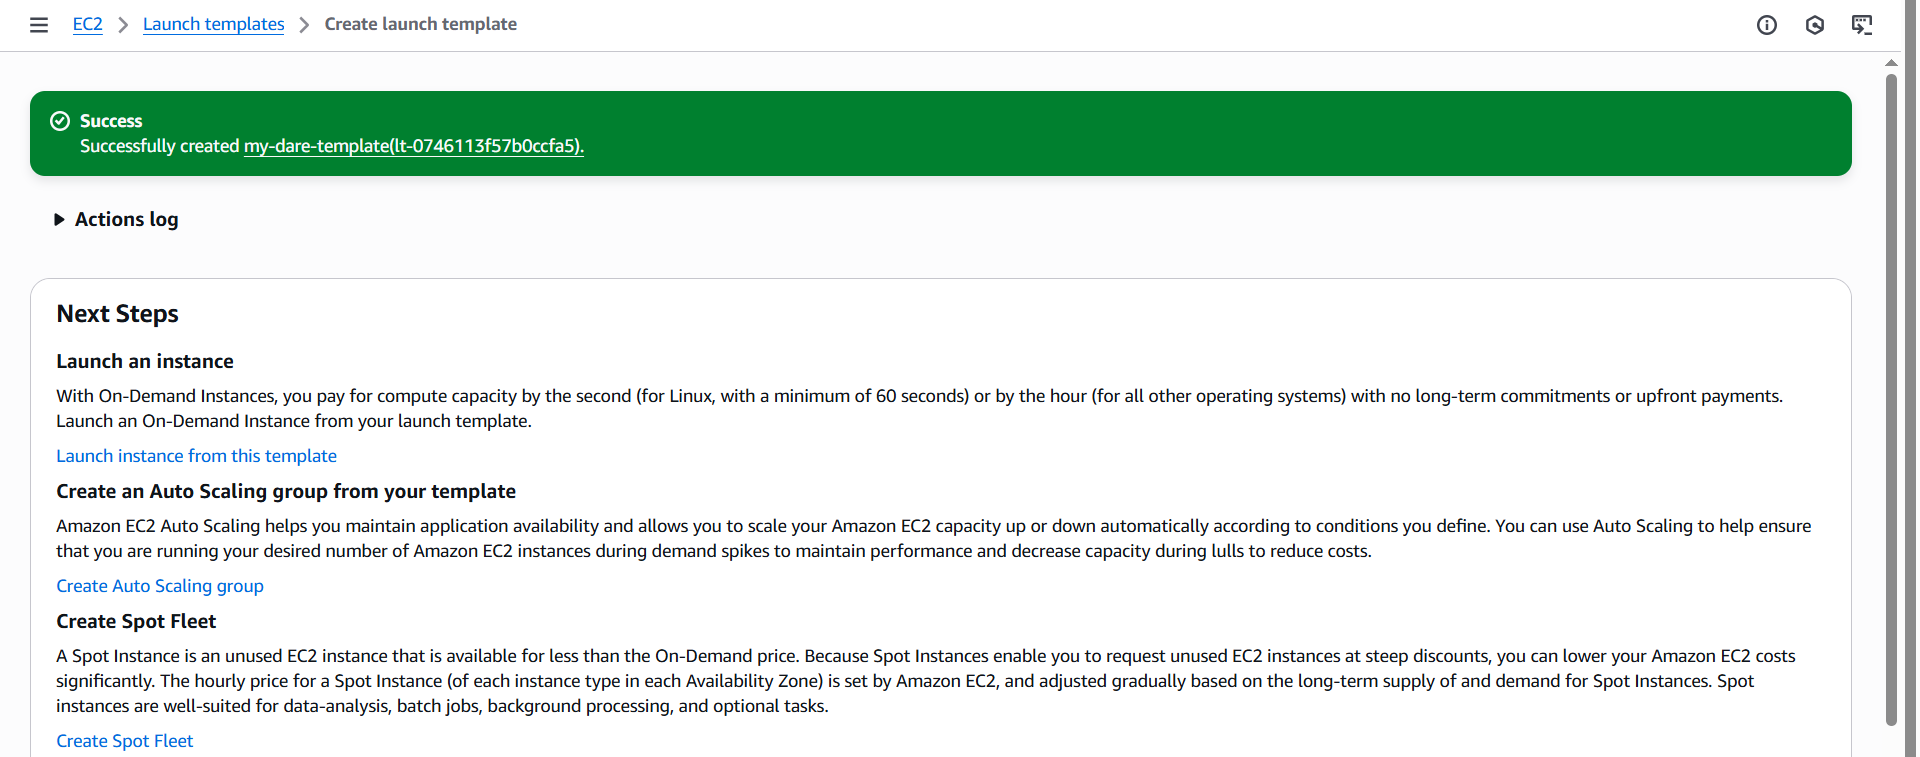 EC2 > Launch templates > Create launch template
Success
Successfully created my-dare-template(lt-0746113f57b0ccfa5).
Actions log
Next Steps
Launch an instance
With On-Demand Instances, you pay for compute capacity by the second (for Linux, with a minimum of 60 seconds) or by the hour (for all other operating systems) with no long-term commitments or upfront payments.
Launch an On-Demand Instance from your launch template.
Launch instance from this template
Create an Auto Scaling group from your template
Amazon EC2 Auto Scaling helps you maintain application availability and allows you to scale your Amazon EC2 capacity up or down automatically according to conditions you define. You can use Auto Scaling to help ensure
that you are running your desired number of Amazon EC2 instances during demand spikes to maintain performance and decrease capacity during lulls to reduce costs.
Create Auto Scaling group
Create Spot Fleet
A Spot Instance is an unused EC2 instance that is available for less than the On-Demand price. Because Spot Instances enable you to request unused EC2 instances at steep discounts, you can lower your Amazon EC2 costs
significantly. The hourly price for a Spot Instance (of each instance type in each Availability Zone) is set by Amazon EC2, and adjusted gradually based on the long-term supply of and demand for Spot Instances. Spot
instances are well-suited for data-analysis, batch jobs, background processing, and optional tasks.
Create Spot Fleet